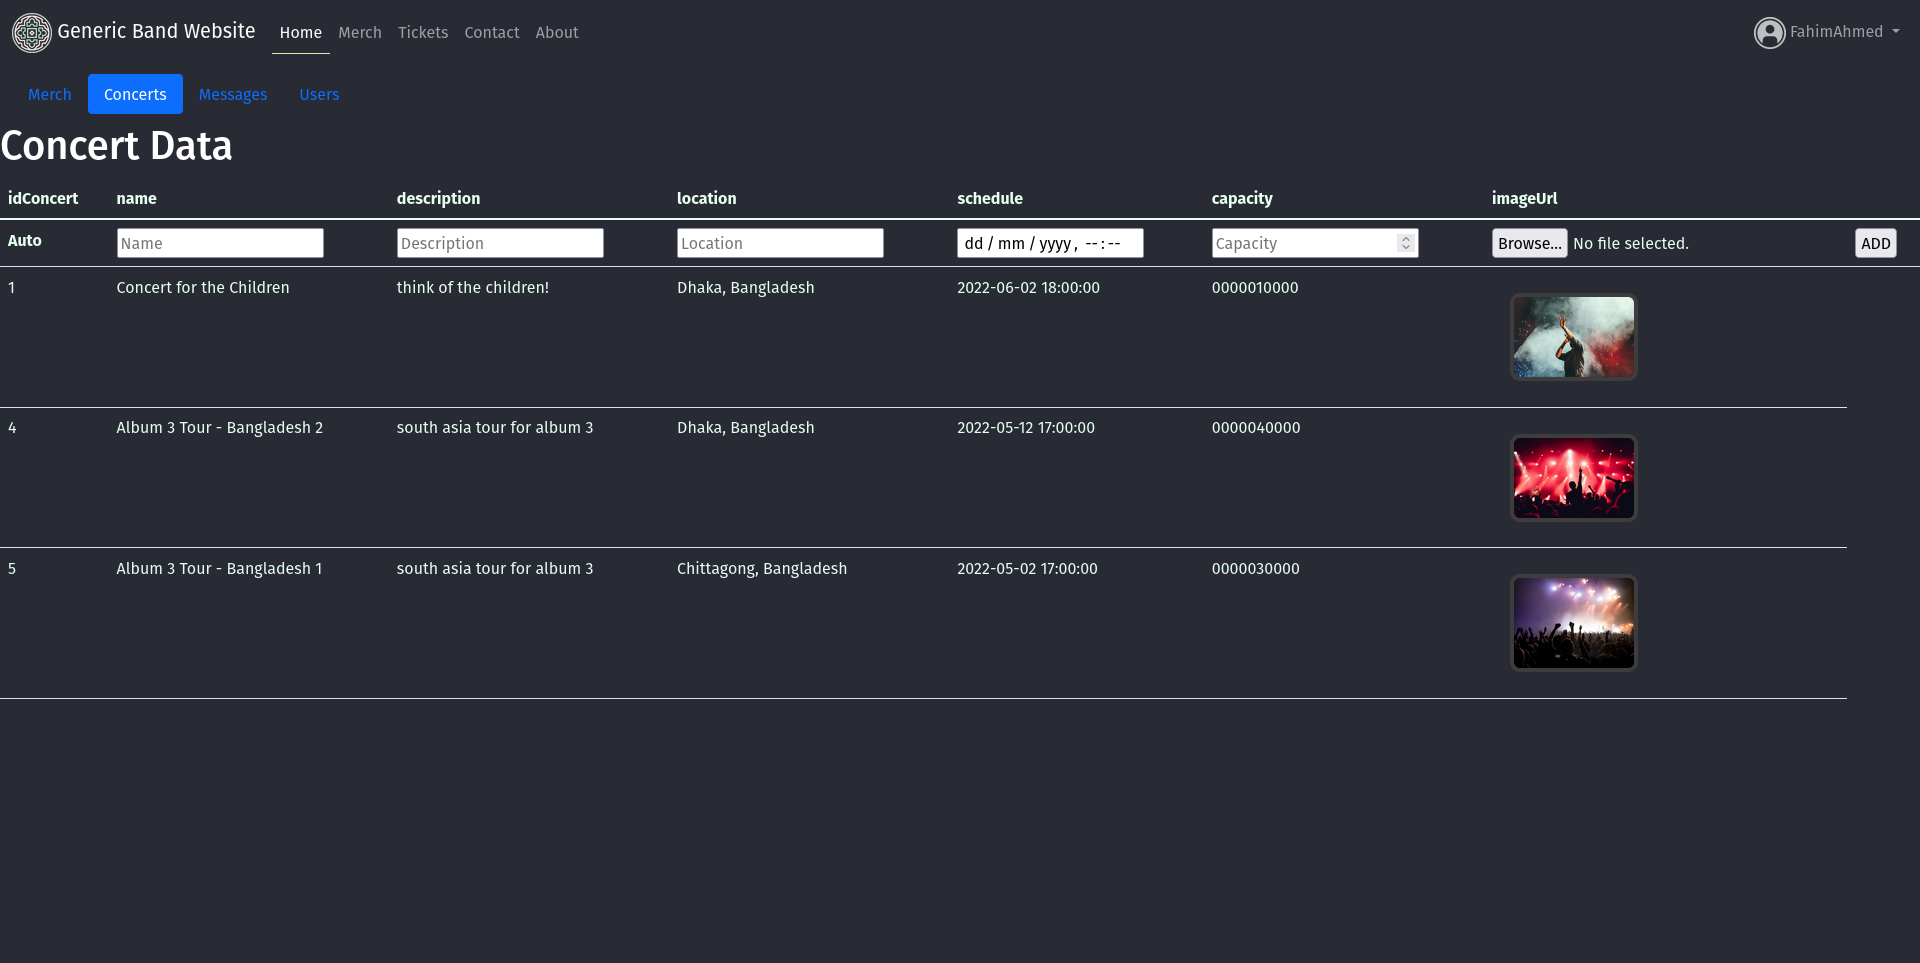 Generic Band Website Home Merch Tickets Contact About FahimAhmed
Merch Concerts Messages Users
Concert Data
idConcert name description location schedule capacity imageUrl
Auto Name Description Location dd / mm / yyyy , -- : -- Capacity Browse... No file selected. ADD
1 Concert for the Children think of the children! Dhaka, Bangladesh 2022-06-02 18:00:00 0000010000
4 Album 3 Tour - Bangladesh 2 south asia tour for album 3 Dhaka, Bangladesh 2022-05-12 17:00:00 0000040000
5 Album 3 Tour - Bangladesh 1 south asia tour for album 3 Chittagong, Bangladesh 2022-05-02 17:00:00 0000030000